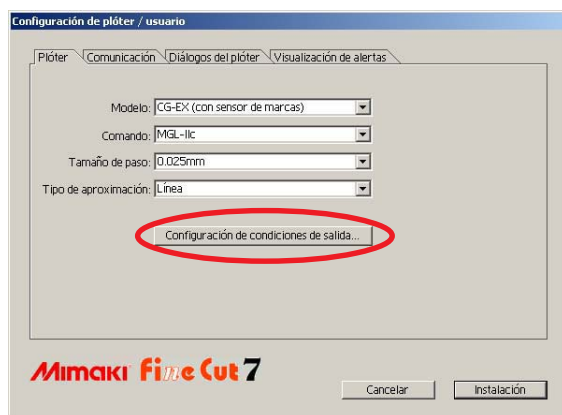 Configuración de plóter / usuario
Plóter Comunicación Diálogos del plóter Visualización de alertas
Modelo: CG-EX (con sensor de marcas)
Comando: MGL-IIc
Tamaño de paso: 0.025mm
Tipo de aproximación: Línea
Configuración de condiciones de salida...
Mimaki Fine Cut 7
Cancelar Instalación